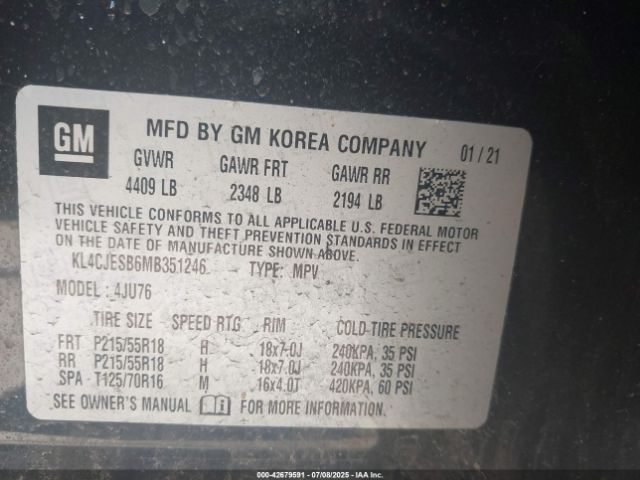 GM
MFD BY GM KOREA COMPANY 01 / 21
GVWR GAWR FRT GAWR RR
4409 LB 2348 LB 2194 LB
THIS VEHICLE CONFORMS TO ALL APPLICABLE U.S. FEDERAL MOTOR
VEHICLE SAFETY AND THEFT PREVENTION STANDARDS IN EFFECT
ON THE DATE OF MANUFACTURE SHOWN ABOVE.
KL4CJESB6MB351246 TYPE: MPV
MODEL : 4JU76
TIRE SIZE SPEED RTG RIM COLD TIRE PRESSURE
FRT P215/55R18 H 18x7.0J 240KPA, 35 PSI
RR P215/55R18 H 18x7.0J 240KPA, 35 PSI
SPA T125/70R16 M 16x4.0T 420KPA, 60 PSI
SEE OWNER'S MANUAL FOR MORE INFORMATION.
000-42679591 - 07/08/2025 - IAA Inc.